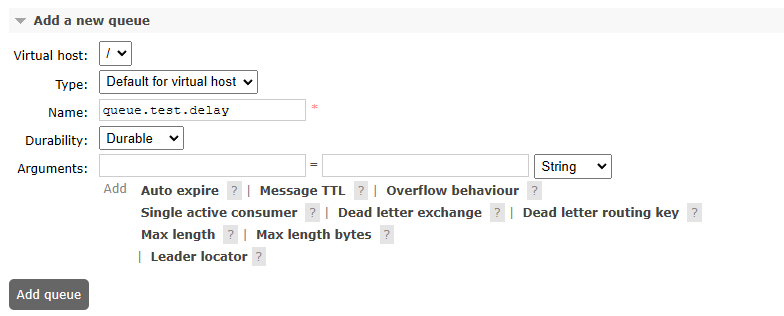 Add a new queue
Virtual host: /
Type: Default for virtual host
Name: queue.test.delay *
Durability: Durable
Arguments: = String
Add Auto expire ? | Message TTL ? | Overflow behaviour ?
Single active consumer ? | Dead letter exchange ? | Dead letter routing key ?
Max length ? | Max length bytes ?
| Leader locator ?
Add queue